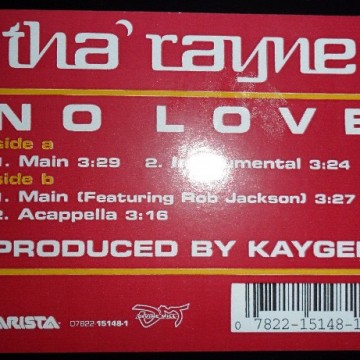 tha' rayne
NO LOVE
side a
1. Main 3:29 2. Instrumental 3:24
side b
1. Main (Featuring Rob Jackson) 3:27
2. Acappella 3:16
PRODUCED BY KAYGEE
ARISTA 07822-15148-1
0 7822-15148-1